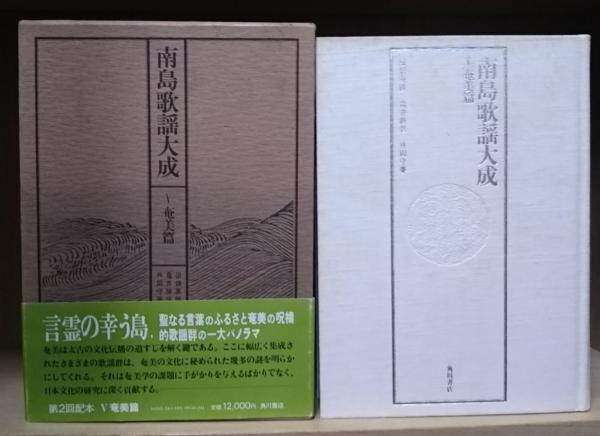 南島歌謡大成
Ⅴ 奄美篇
言霊の幸う島、
聖なる言葉のふるさと奄美の呪禱
的歌謡群の一大パノラマ
奄美は太古の文化伝播の道すじを解く鍵である。ここに幅広く集成さ
れたさまざまの歌謡群は、奄美の文化に秘められた幾多の謎を明らか
にしてくれる。それは奄美学の課題に手がかりを与えるばかりでなく、
日本文化の研究に深く貢献する。
第2回配本 Ⅴ奄美篇
定価 12,000円 角川書店
南島歌謡大成
Ⅴ 奄美篇
外間守善
角川書店